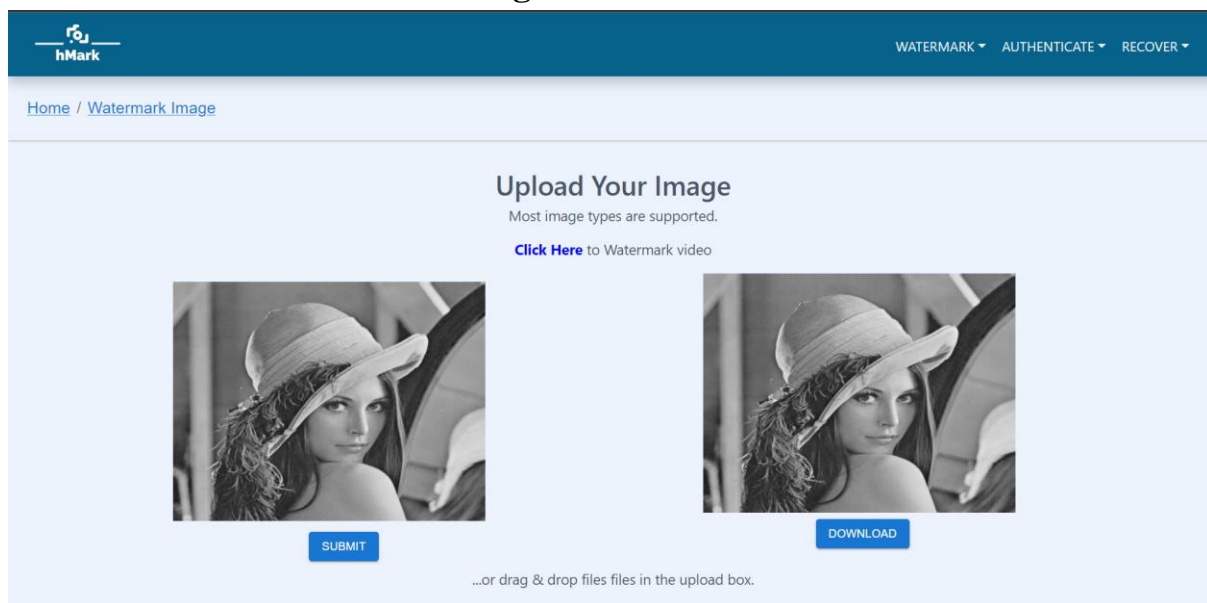 hMark
WATERMARK AUTHENTICATE RECOVER
Home / Watermark Image
Upload Your Image
Most image types are supported.
Click Here to Watermark video
SUBMIT
DOWNLOAD
...or drag & drop files files in the upload box.